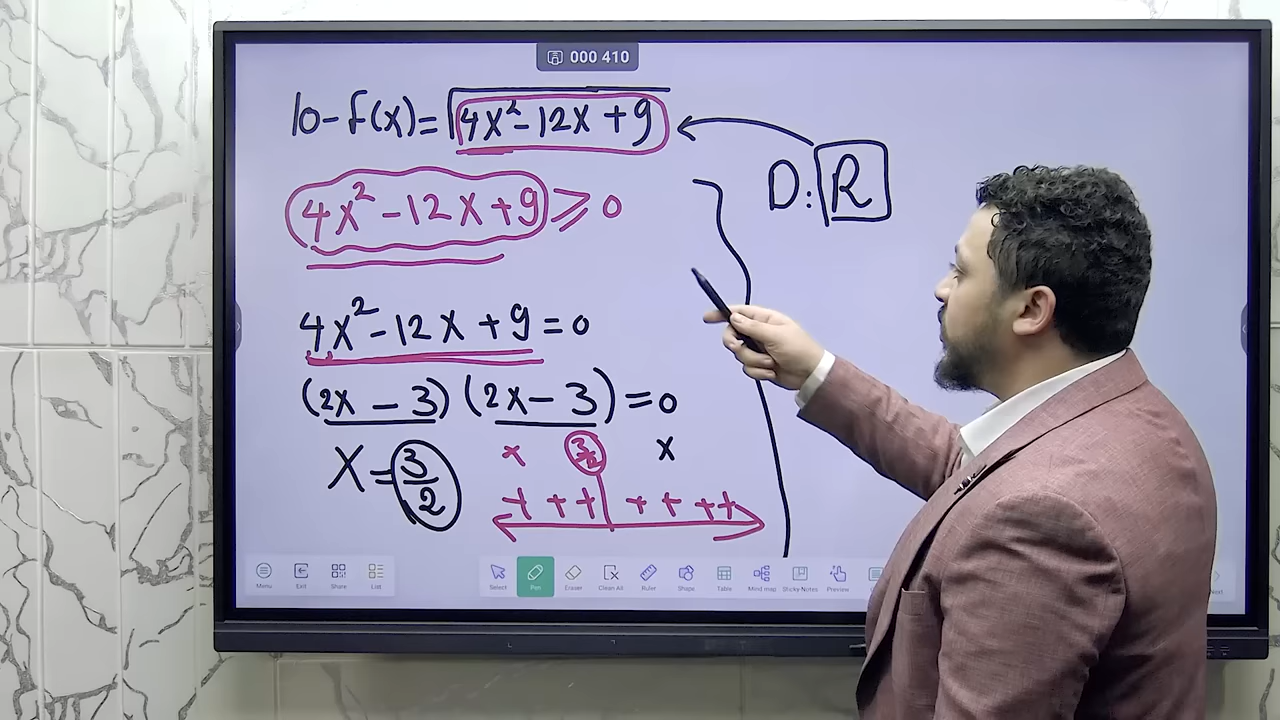 000 410
10- f(x)=√4x²-12x+9
D: R
4x²-12x+9≥0
4x²-12x+9=0
(2x-3)(2x-3)=0
x=3/2
x 3/2 x
+ + + + + + +
Menu Exit Share List Select Pen Eraser Clean All Ruler Shape Table Mind map Sticky Notes Preview